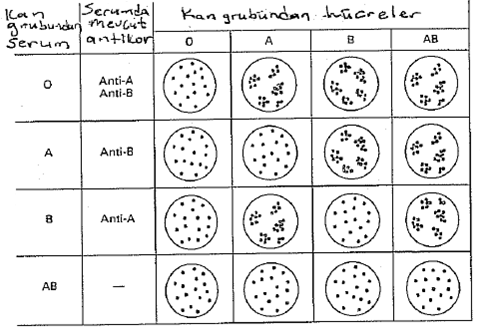 Kan grubundan serum
Serumda mevcut antikor
Kan grubundan hücreler
O A B AB
O Anti-A Anti-B
A Anti-B
B Anti-A
AB —